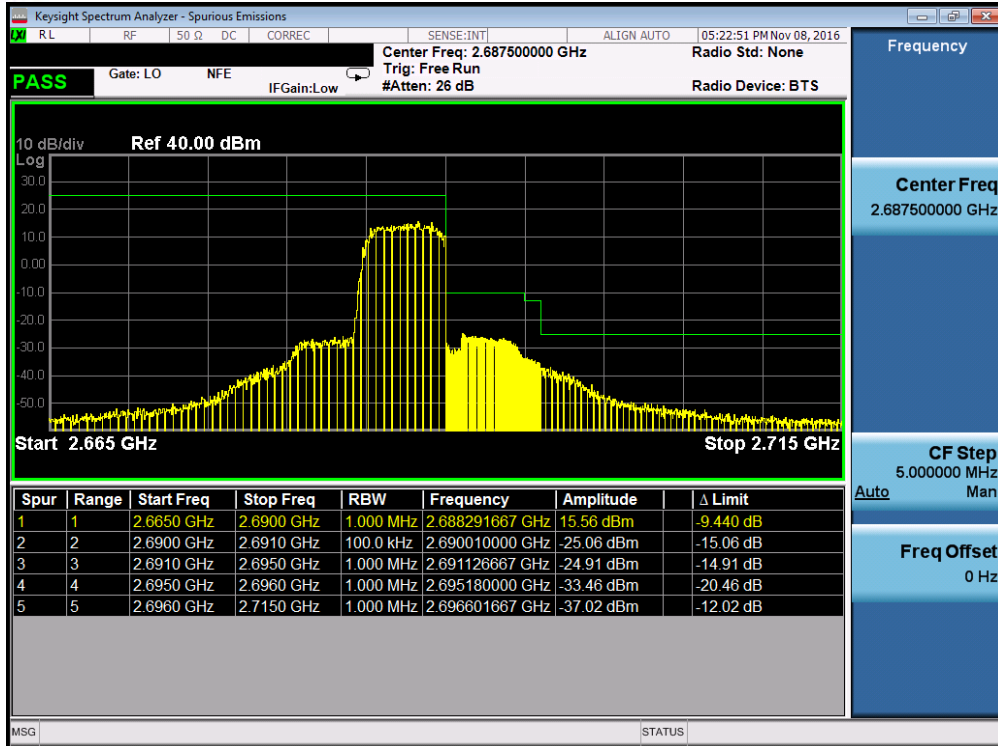 Keysight Spectrum Analyzer - Spurious Emissions
LXI RL RF 50 Ω DC CORREC SENSE:INT ALIGN AUTO 05:22:51 PM Nov 08, 2016
Center Freq: 2.687500000 GHz Radio Std: None
PASS Gate: LO NFE Trig: Free Run
IFGain:Low #Atten: 26 dB Radio Device: BTS
10 dB/div Ref 40.00 dBm
Log
30.0
20.0
10.0
0.00
-10.0
-20.0
-30.0
-40.0
-50.0
Start 2.665 GHz Stop 2.715 GHz
Spur Range Start Freq Stop Freq RBW Frequency Amplitude Δ Limit
1 1 2.6650 GHz 2.6900 GHz 1.000 MHz 2.688291667 GHz 15.56 dBm -9.440 dB
2 2 2.6900 GHz 2.6910 GHz 100.0 kHz 2.690010000 GHz -25.06 dBm -15.06 dB
3 3 2.6910 GHz 2.6950 GHz 1.000 MHz 2.691126667 GHz -24.91 dBm -14.91 dB
4 4 2.6950 GHz 2.6960 GHz 1.000 MHz 2.695180000 GHz -33.46 dBm -20.46 dB
5 5 2.6960 GHz 2.7150 GHz 1.000 MHz 2.696601667 GHz -37.02 dBm -12.02 dB
MSG STATUS
Frequency
Center Freq
2.687500000 GHz
CF Step
5.000000 MHz
Auto Man
Freq Offset
0 Hz